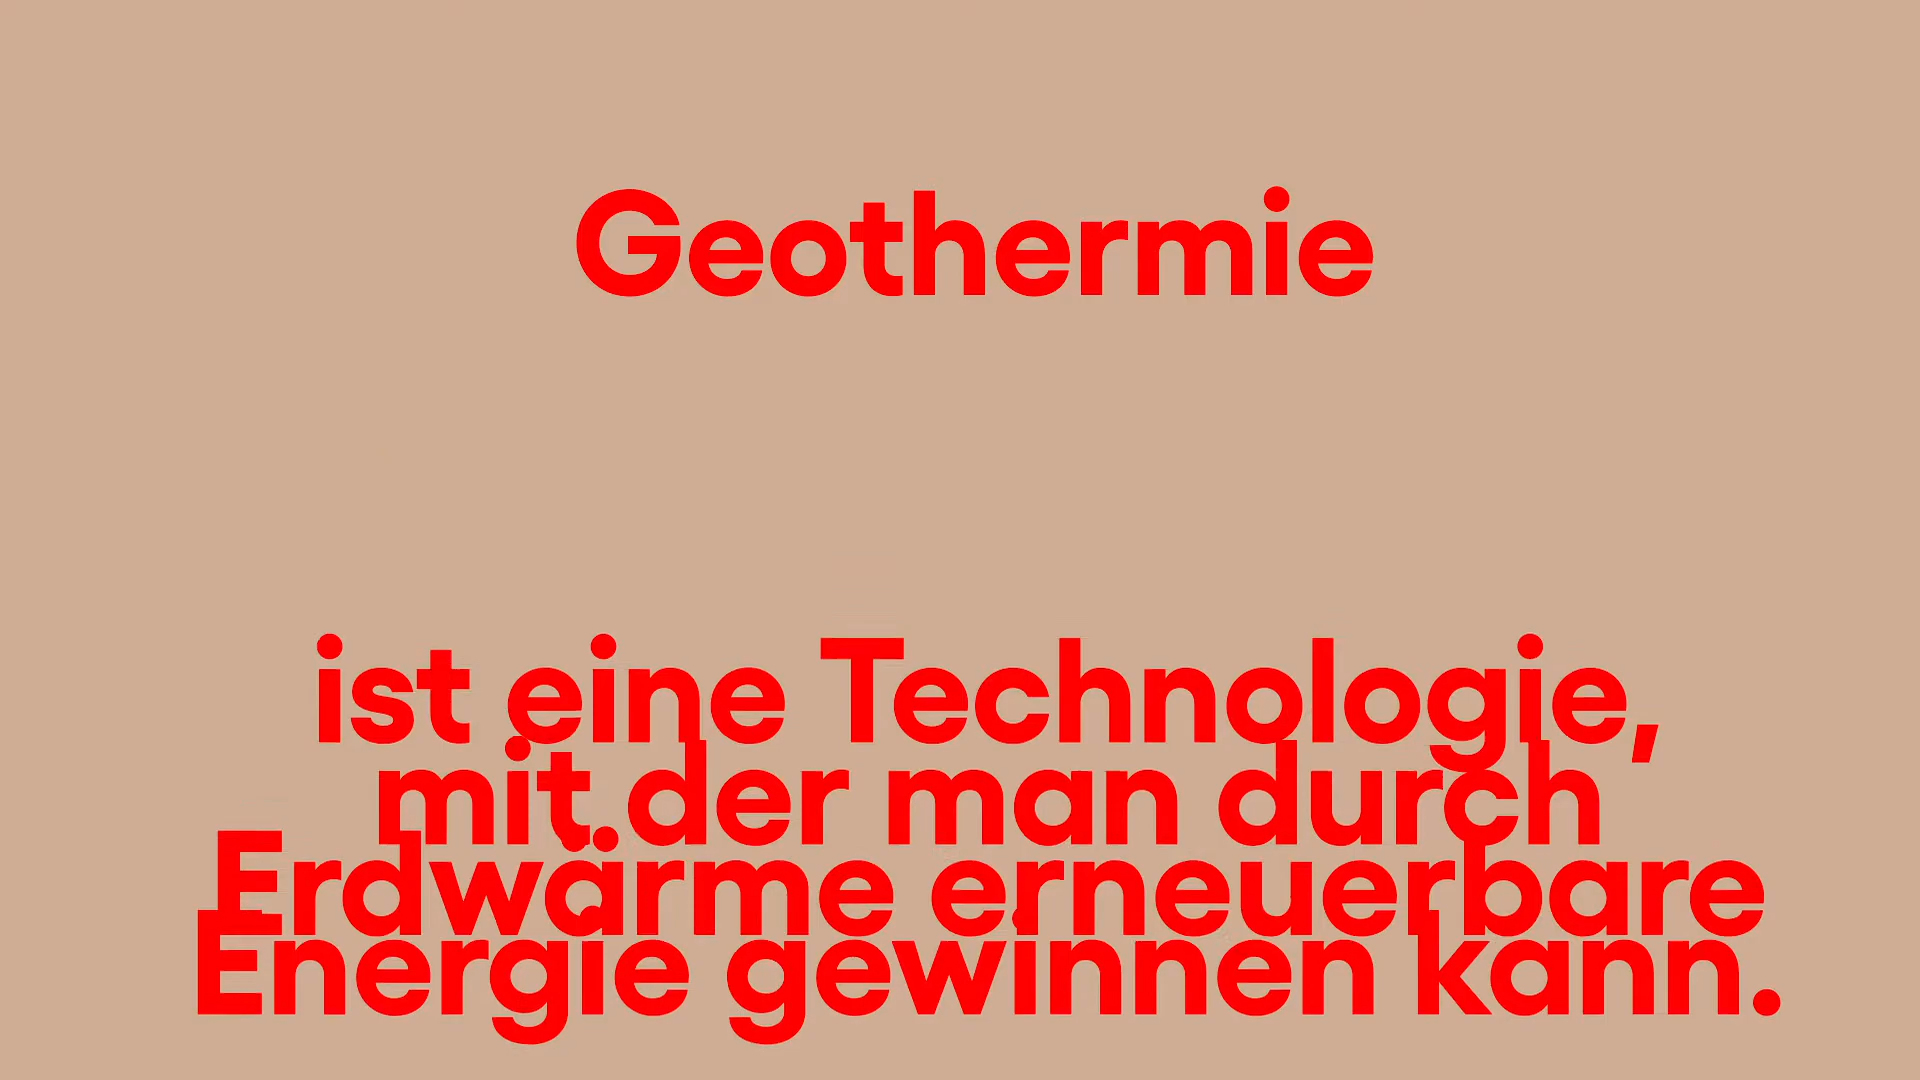 Geothermie
ist eine Technologie,
mit der man durch
Erdwärme erneuerbare
Energie gewinnen kann.